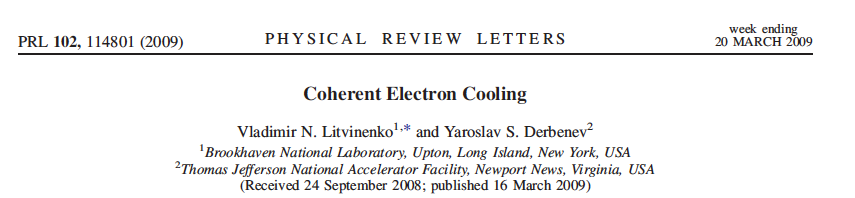 PRL 102, 114801 (2009)
PHYSICAL REVIEW LETTERS
week ending
20 MARCH 2009
Coherent Electron Cooling
Vladimir N. Litvinenko1,* and Yaroslav S. Derbenev2
1Brookhaven National Laboratory, Upton, Long Island, New York, USA
2Thomas Jefferson National Accelerator Facility, Newport News, Virginia, USA
(Received 24 September 2008; published 16 March 2009)